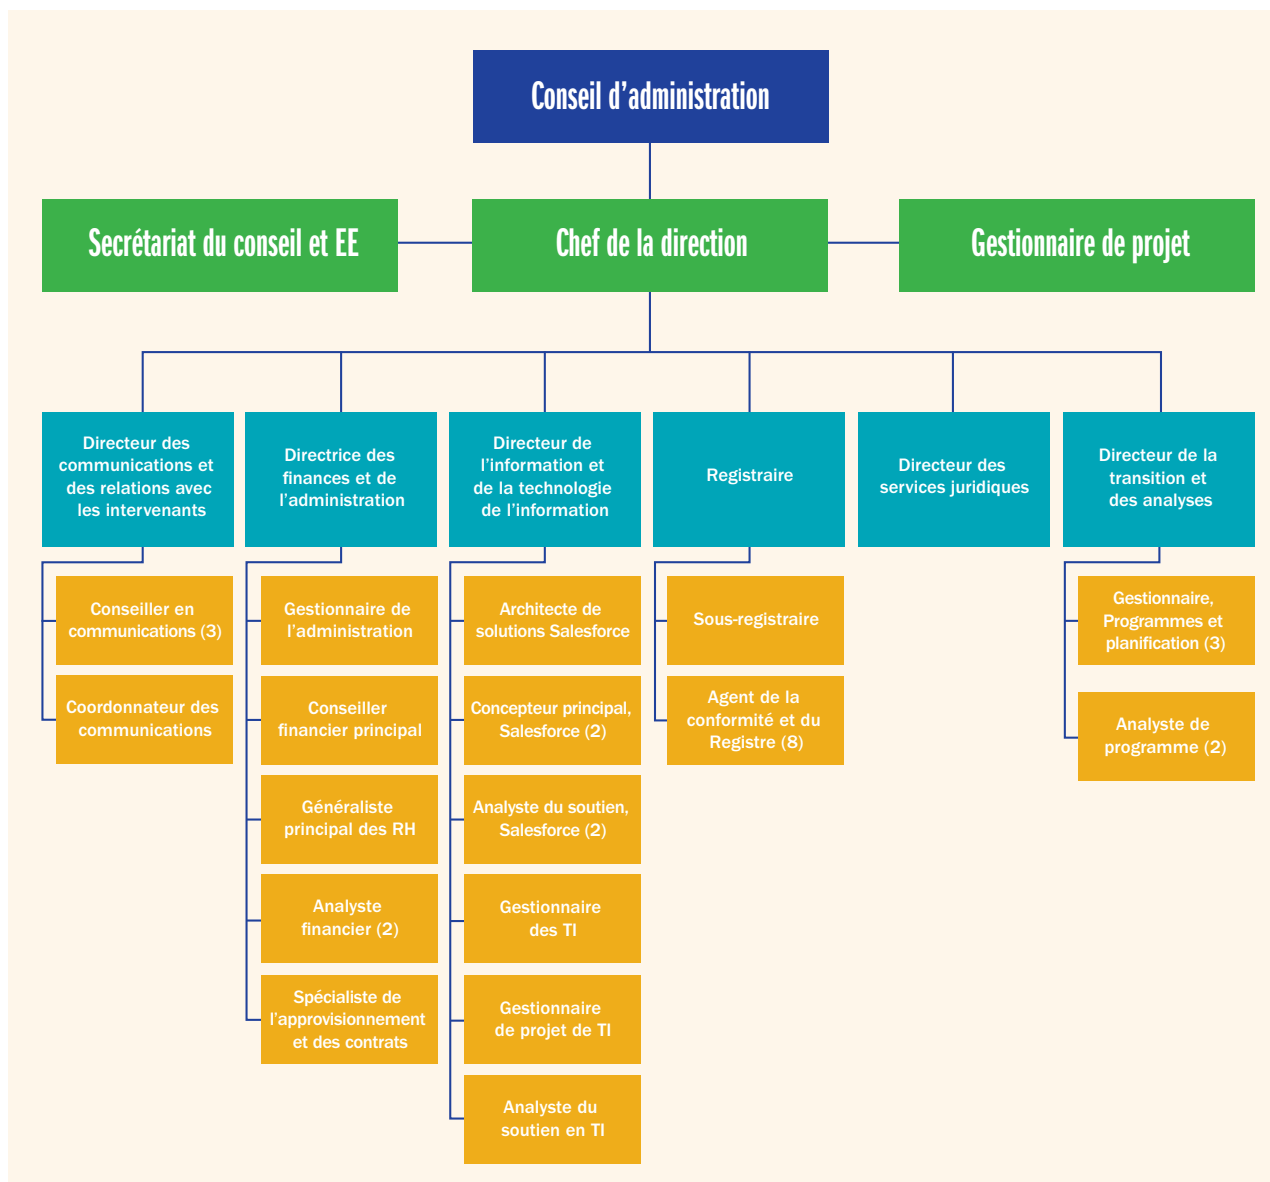 Conseil d’administration
Secrétariat du conseil et EE
Chef de la direction
Gestionnaire de projet
Directeur des
communications et
des relations avec
les intervenants
Directrice des
finances et de
l’administration
Directeur de
l’information et
de la technologie
de l’information
Registraire
Directeur des
services juridiques
Directeur de la
transition et
des analyses
Conseiller en
communications (3)
Coordonnateur des
communications
Gestionnaire de
l’administration
Conseiller
financier principal
Généraliste
principal des RH
Analyste
financier (2)
Spécialiste de
l’approvisionnement
et des contrats
Architecte de
solutions Salesforce
Concepteur principal,
Salesforce (2)
Analyste du soutien,
Salesforce (2)
Gestionnaire
des TI
Gestionnaire
de projet de TI
Analyste du
soutien en TI
Sous-registraire
Agent de la
conformité et du
Registre (8)
Gestionnaire,
Programmes et
planification (3)
Analyste de
programme (2)